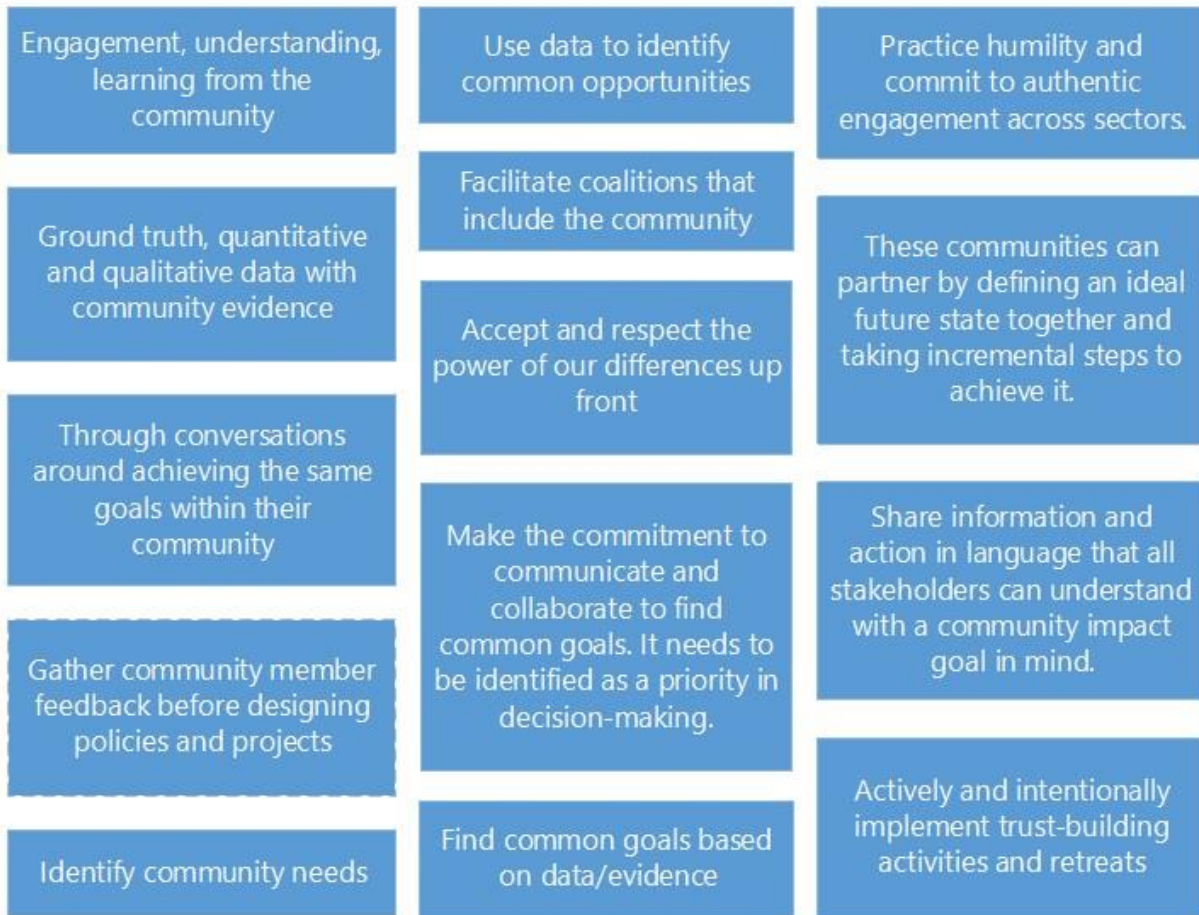 Engagement, understanding,
learning from the
community
Ground truth, quantitative
and qualitative data with
community evidence
Through conversations
around achieving the same
goals within their
community
Gather community member
feedback before designing
policies and projects
Identify community needs
Use data to identify
common opportunities
Facilitate coalitions that
include the community
Accept and respect the
power of our differences up
front
Make the commitment to
communicate and
collaborate to find
common goals. It needs to
be identified as a priority in
decision-making.
Find common goals based
on data/evidence
Practice humility and
commit to authentic
engagement across sectors.
These communities can
partner by defining an ideal
future state together and
taking incremental steps to
achieve it.
Share information and
action in language that all
stakeholders can understand
with a community impact
goal in mind.
Actively and intentionally
implement trust-building
activities and retreats